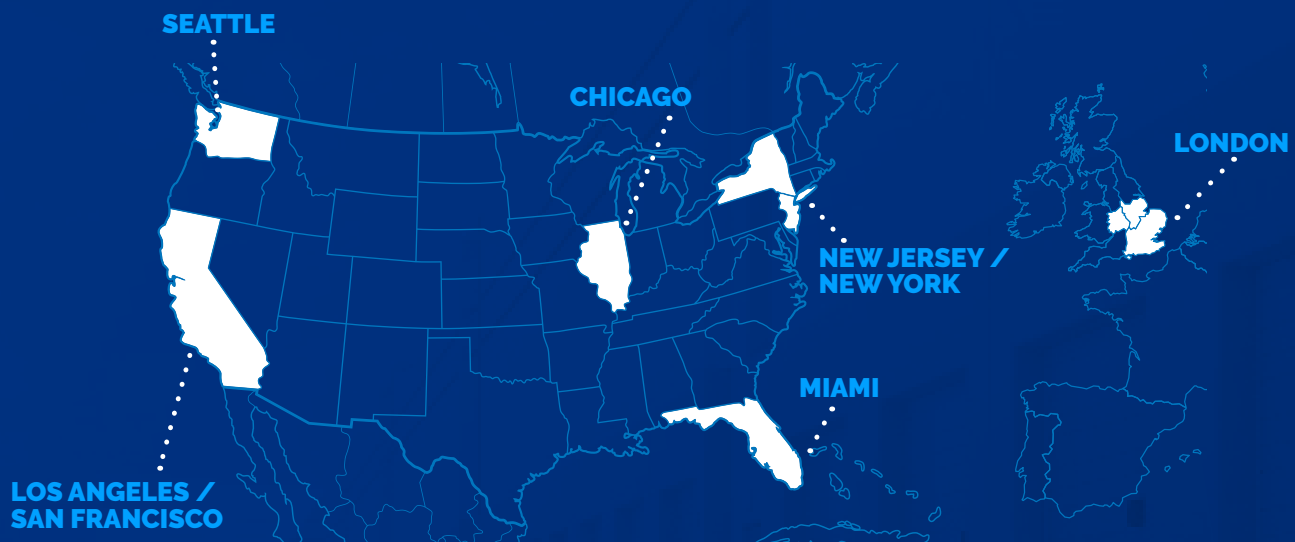 SEATTLE
CHICAGO
LONDON
NEW JERSEY /
NEW YORK
MIAMI
LOS ANGELES /
SAN FRANCISCO